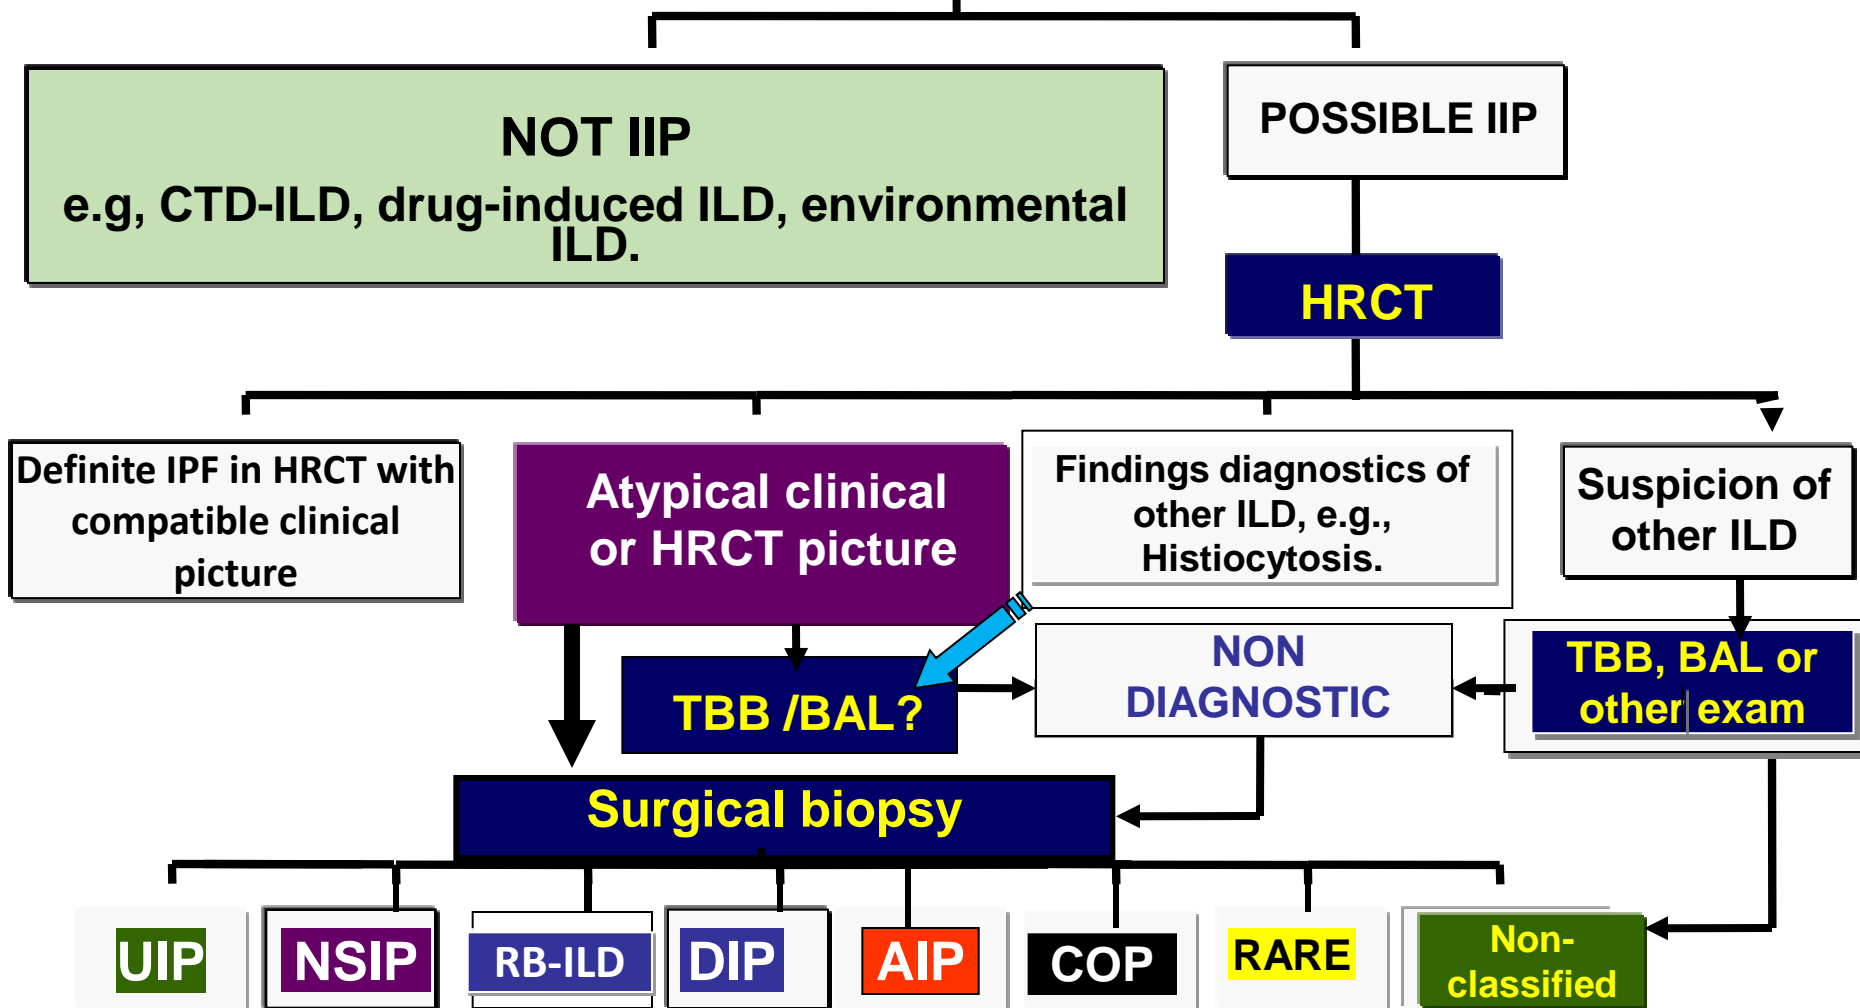 NOT IIP
e.g, CTD-ILD, drug-induced ILD, environmental
ILD.
POSSIBLE IIP
HRCT
Definite IPF in HRCT with
compatible clinical
picture
Atypical clinical
or HRCT picture
Findings diagnostics of
other ILD, e.g.,
Histiocytosis.
Suspicion of
other ILD
TBB /BAL?
NON
DIAGNOSTIC
TBB, BAL or
other exam
Surgical biopsy
UIP
NSIP
RB-ILD
DIP
AIP
COP
RARE
Non-
classified